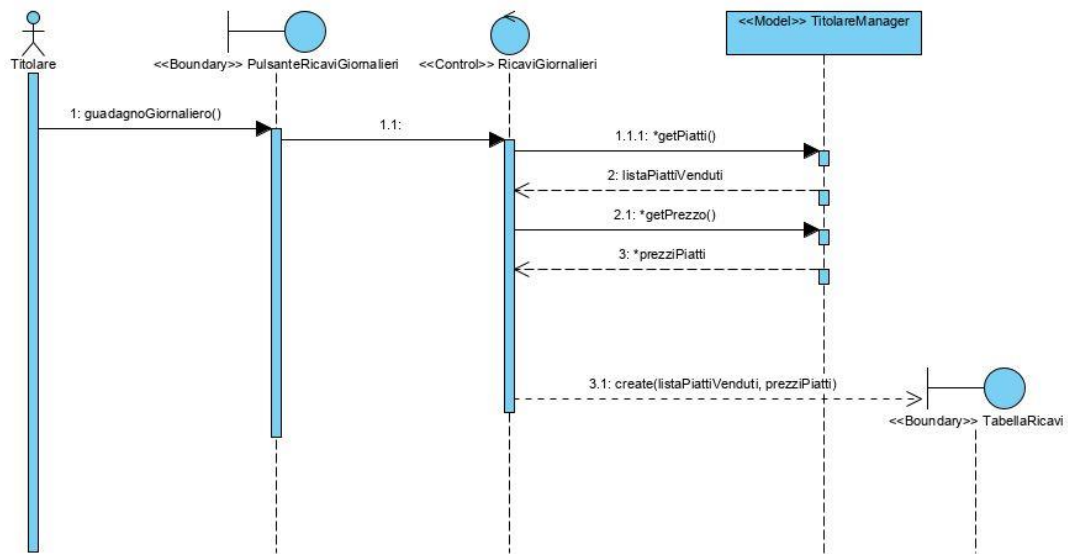 <<Model>> TitolareManager
Titolare
<<Boundary>> PulsanteRicaviGiornalieri
<<Control>> RicaviGiornalieri
1: guadagnoGiornaliero()
1.1:
1.1.1: *getPiatti()
2: listaPiattiVenduti
2.1: *getPrezzo()
3: *prezziPiatti
3.1: create(listaPiattiVenduti, prezziPiatti)
<<Boundary>> TabellaRicavi